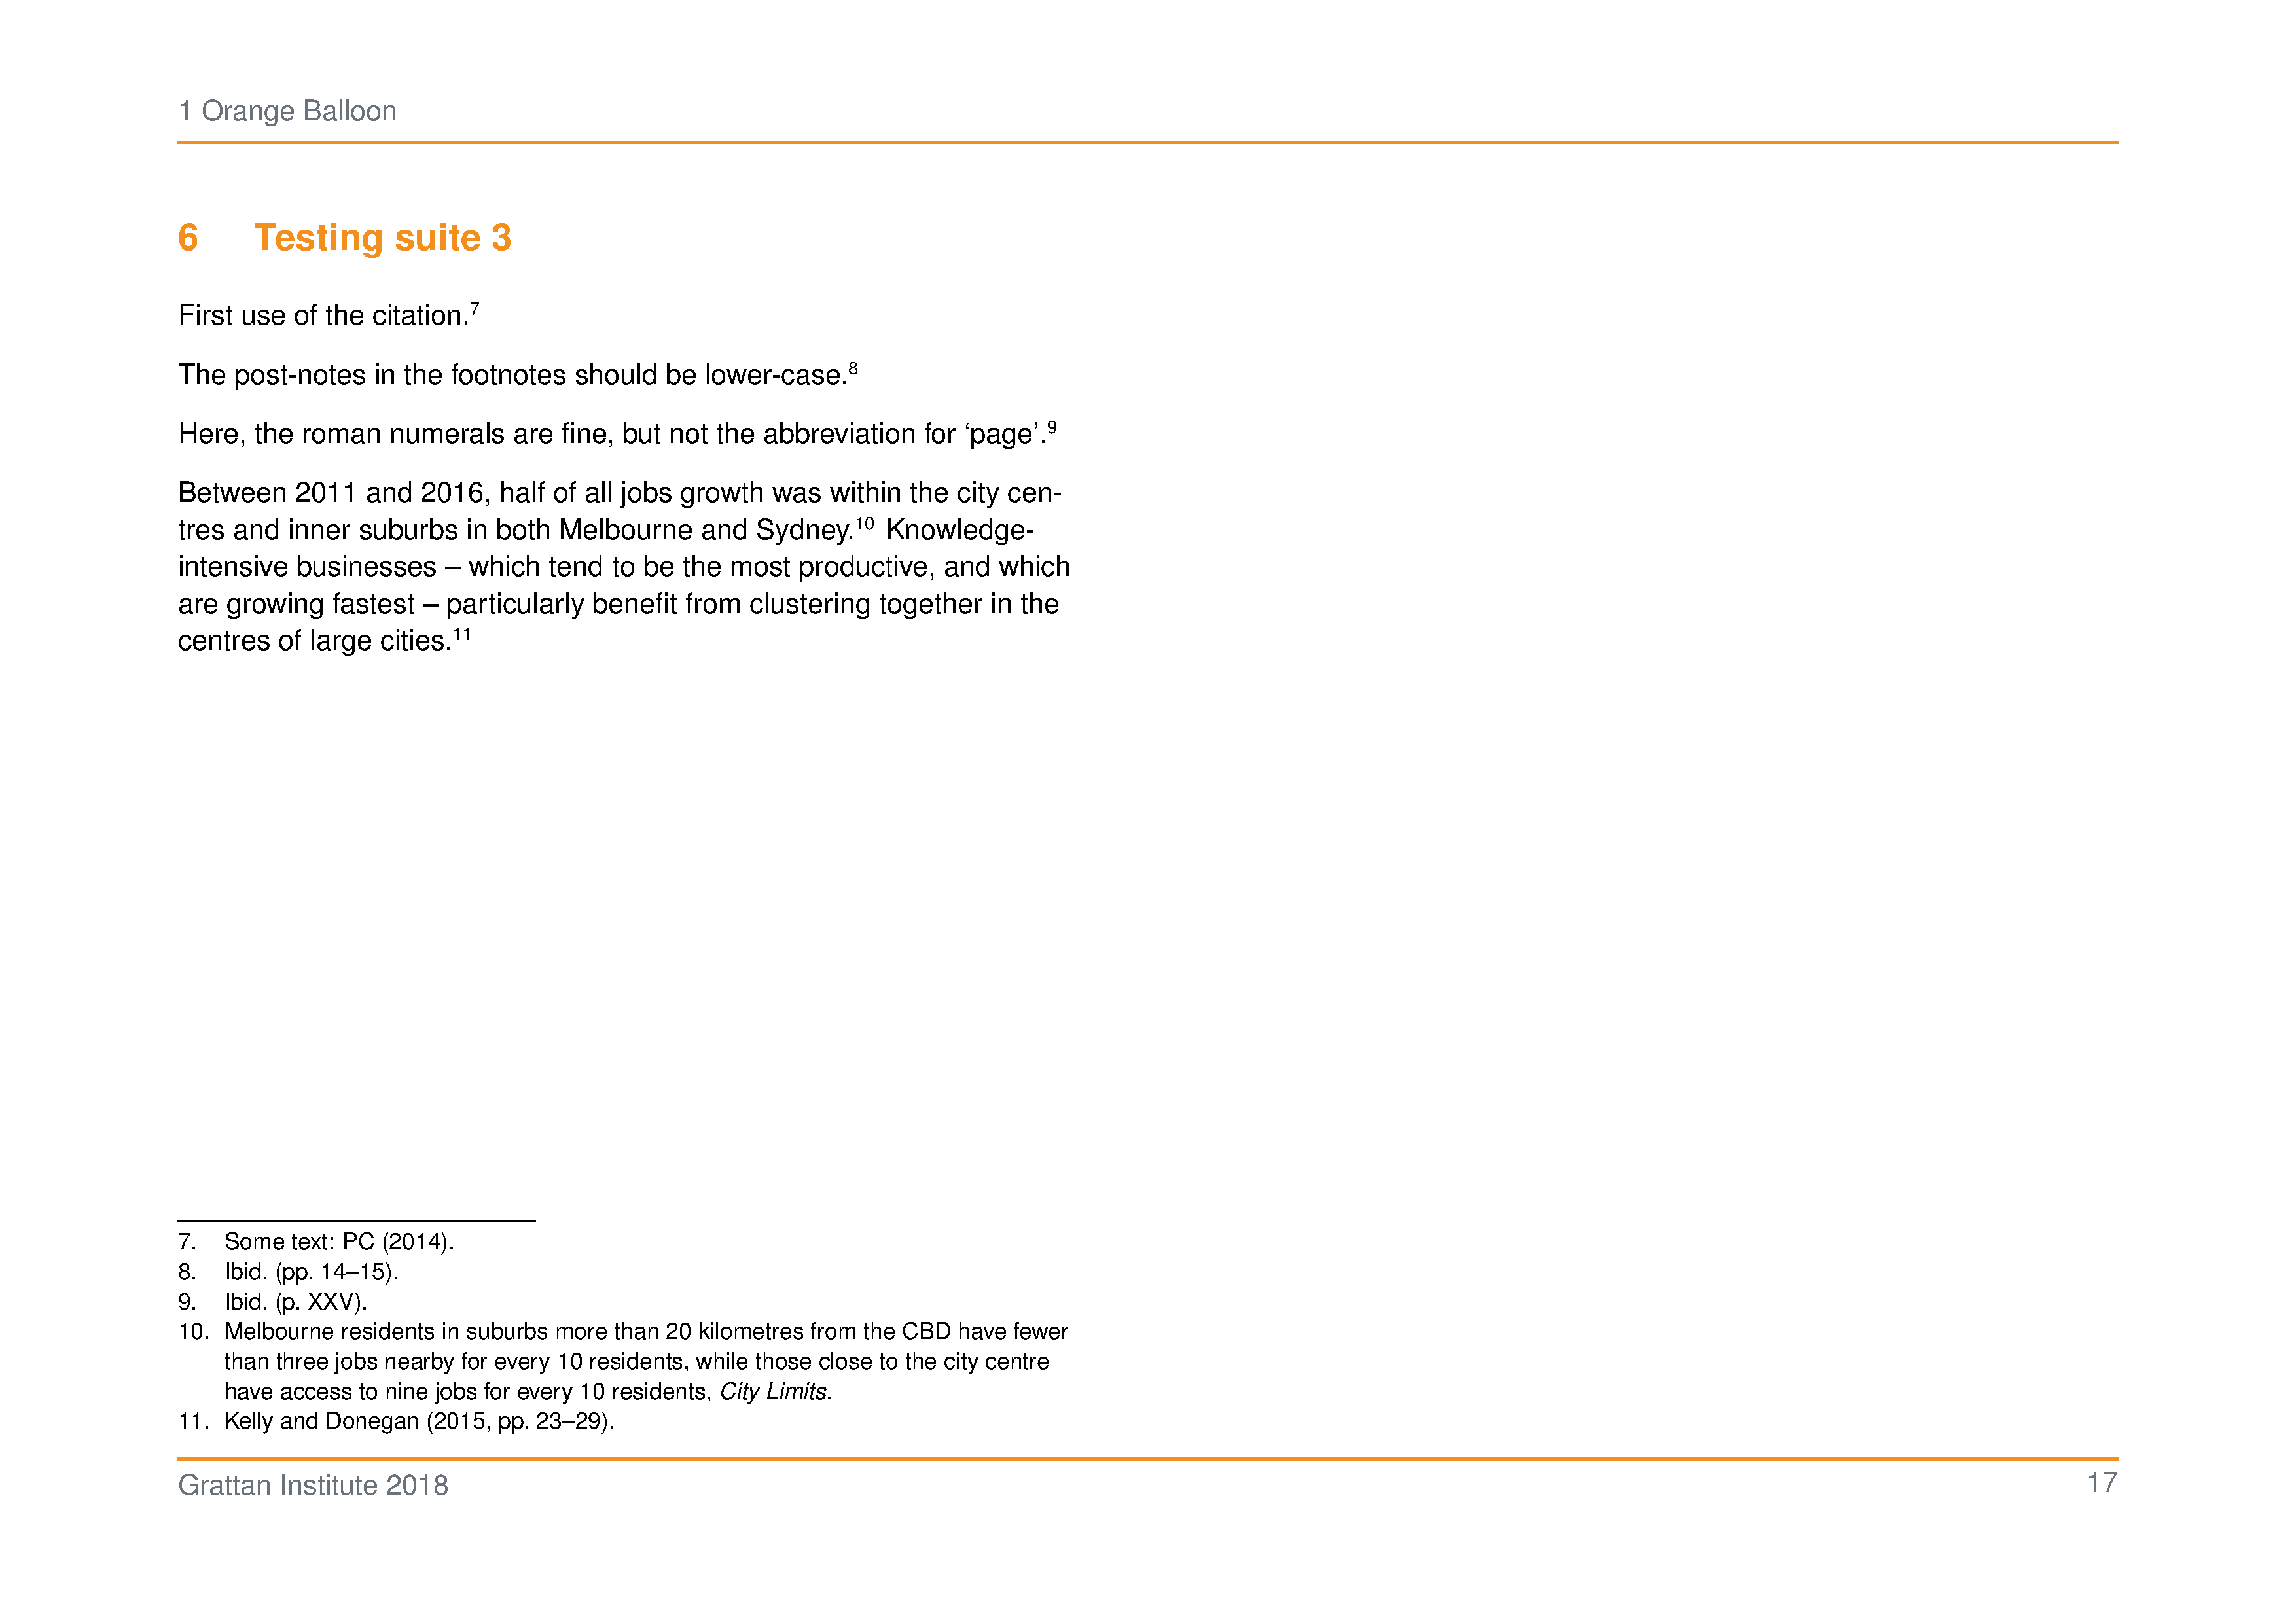 1 Orange Balloon
6 Testing suite 3
First use of the citation.7
The post-notes in the footnotes should be lower-case.8
Here, the roman numerals are fine, but not the abbreviation for ‘page’.9
Between 2011 and 2016, half of all jobs growth was within the city cen-
tres and inner suburbs in both Melbourne and Sydney.10 Knowledge-
intensive businesses – which tend to be the most productive, and which
are growing fastest – particularly benefit from clustering together in the
centres of large cities.11
7. Some text: PC (2014).
8. Ibid. (pp. 14–15).
9. Ibid. (p. XXV).
10. Melbourne residents in suburbs more than 20 kilometres from the CBD have fewer
than three jobs nearby for every 10 residents, while those close to the city centre
have access to nine jobs for every 10 residents, City Limits.
11. Kelly and Donegan (2015, pp. 23–29).
Grattan Institute 2018
17